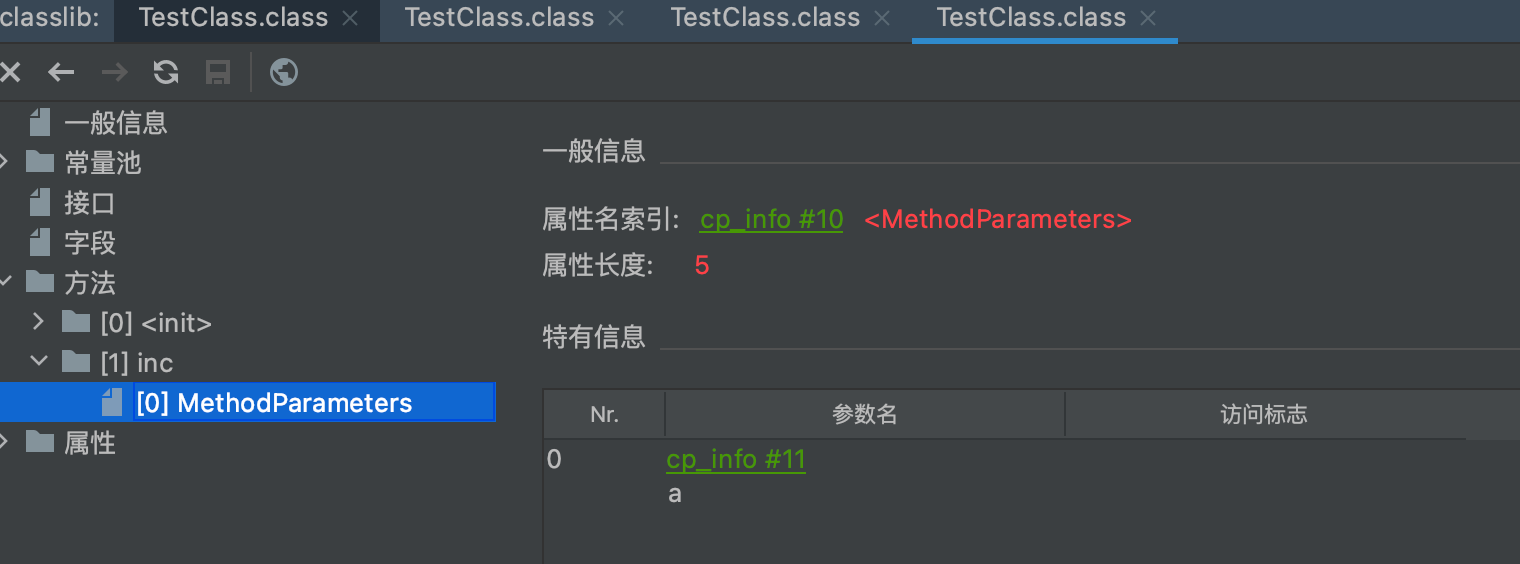 classlib: TestClass.class TestClass.class TestClass.class TestClass.class
一般信息
常量池
接口
字段
方法
[0] <init>
[1] inc
[0] MethodParameters
属性
一般信息
属性名索引: cp_info #10 <MethodParameters>
属性长度: 5
特有信息
Nr. 参数名 访问标志
0 cp_info #11
a